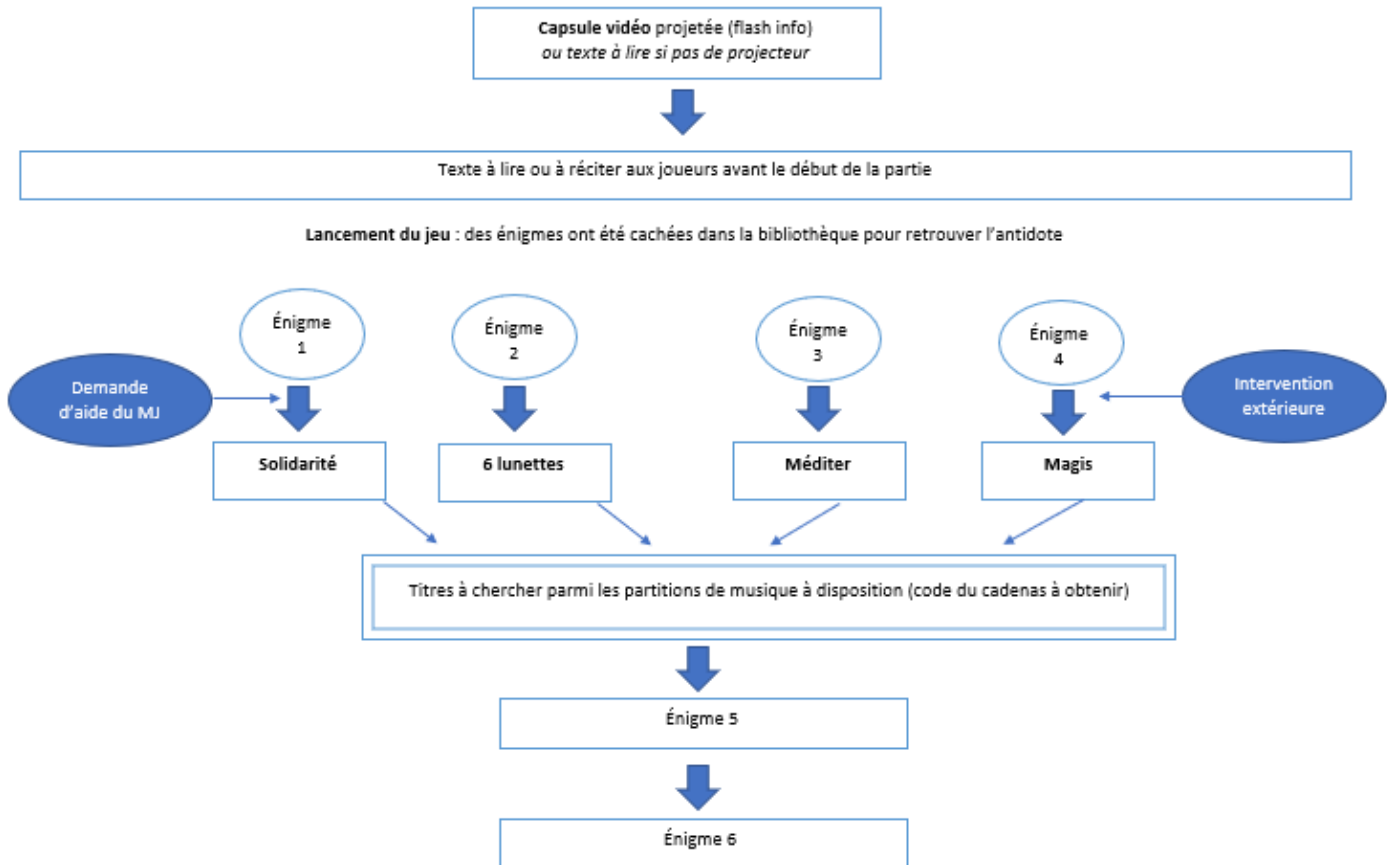 Capsule vidéo projetée (flash info)
ou texte à lire si pas de projecteur
Texte à lire ou à réciter aux joueurs avant le début de la partie
Lancement du jeu : des énigmes ont été cachées dans la bibliothèque pour retrouver l'antidote
Énigme
1
Énigme
2
Énigme
3
Énigme
4
Demande
d'aide du MJ
Intervention
extérieure
Solidarité
6 lunettes
Méditer
Magis
Titres à chercher parmi les partitions de musique à disposition (code du cadenas à obtenir)
Énigme 5
Énigme 6